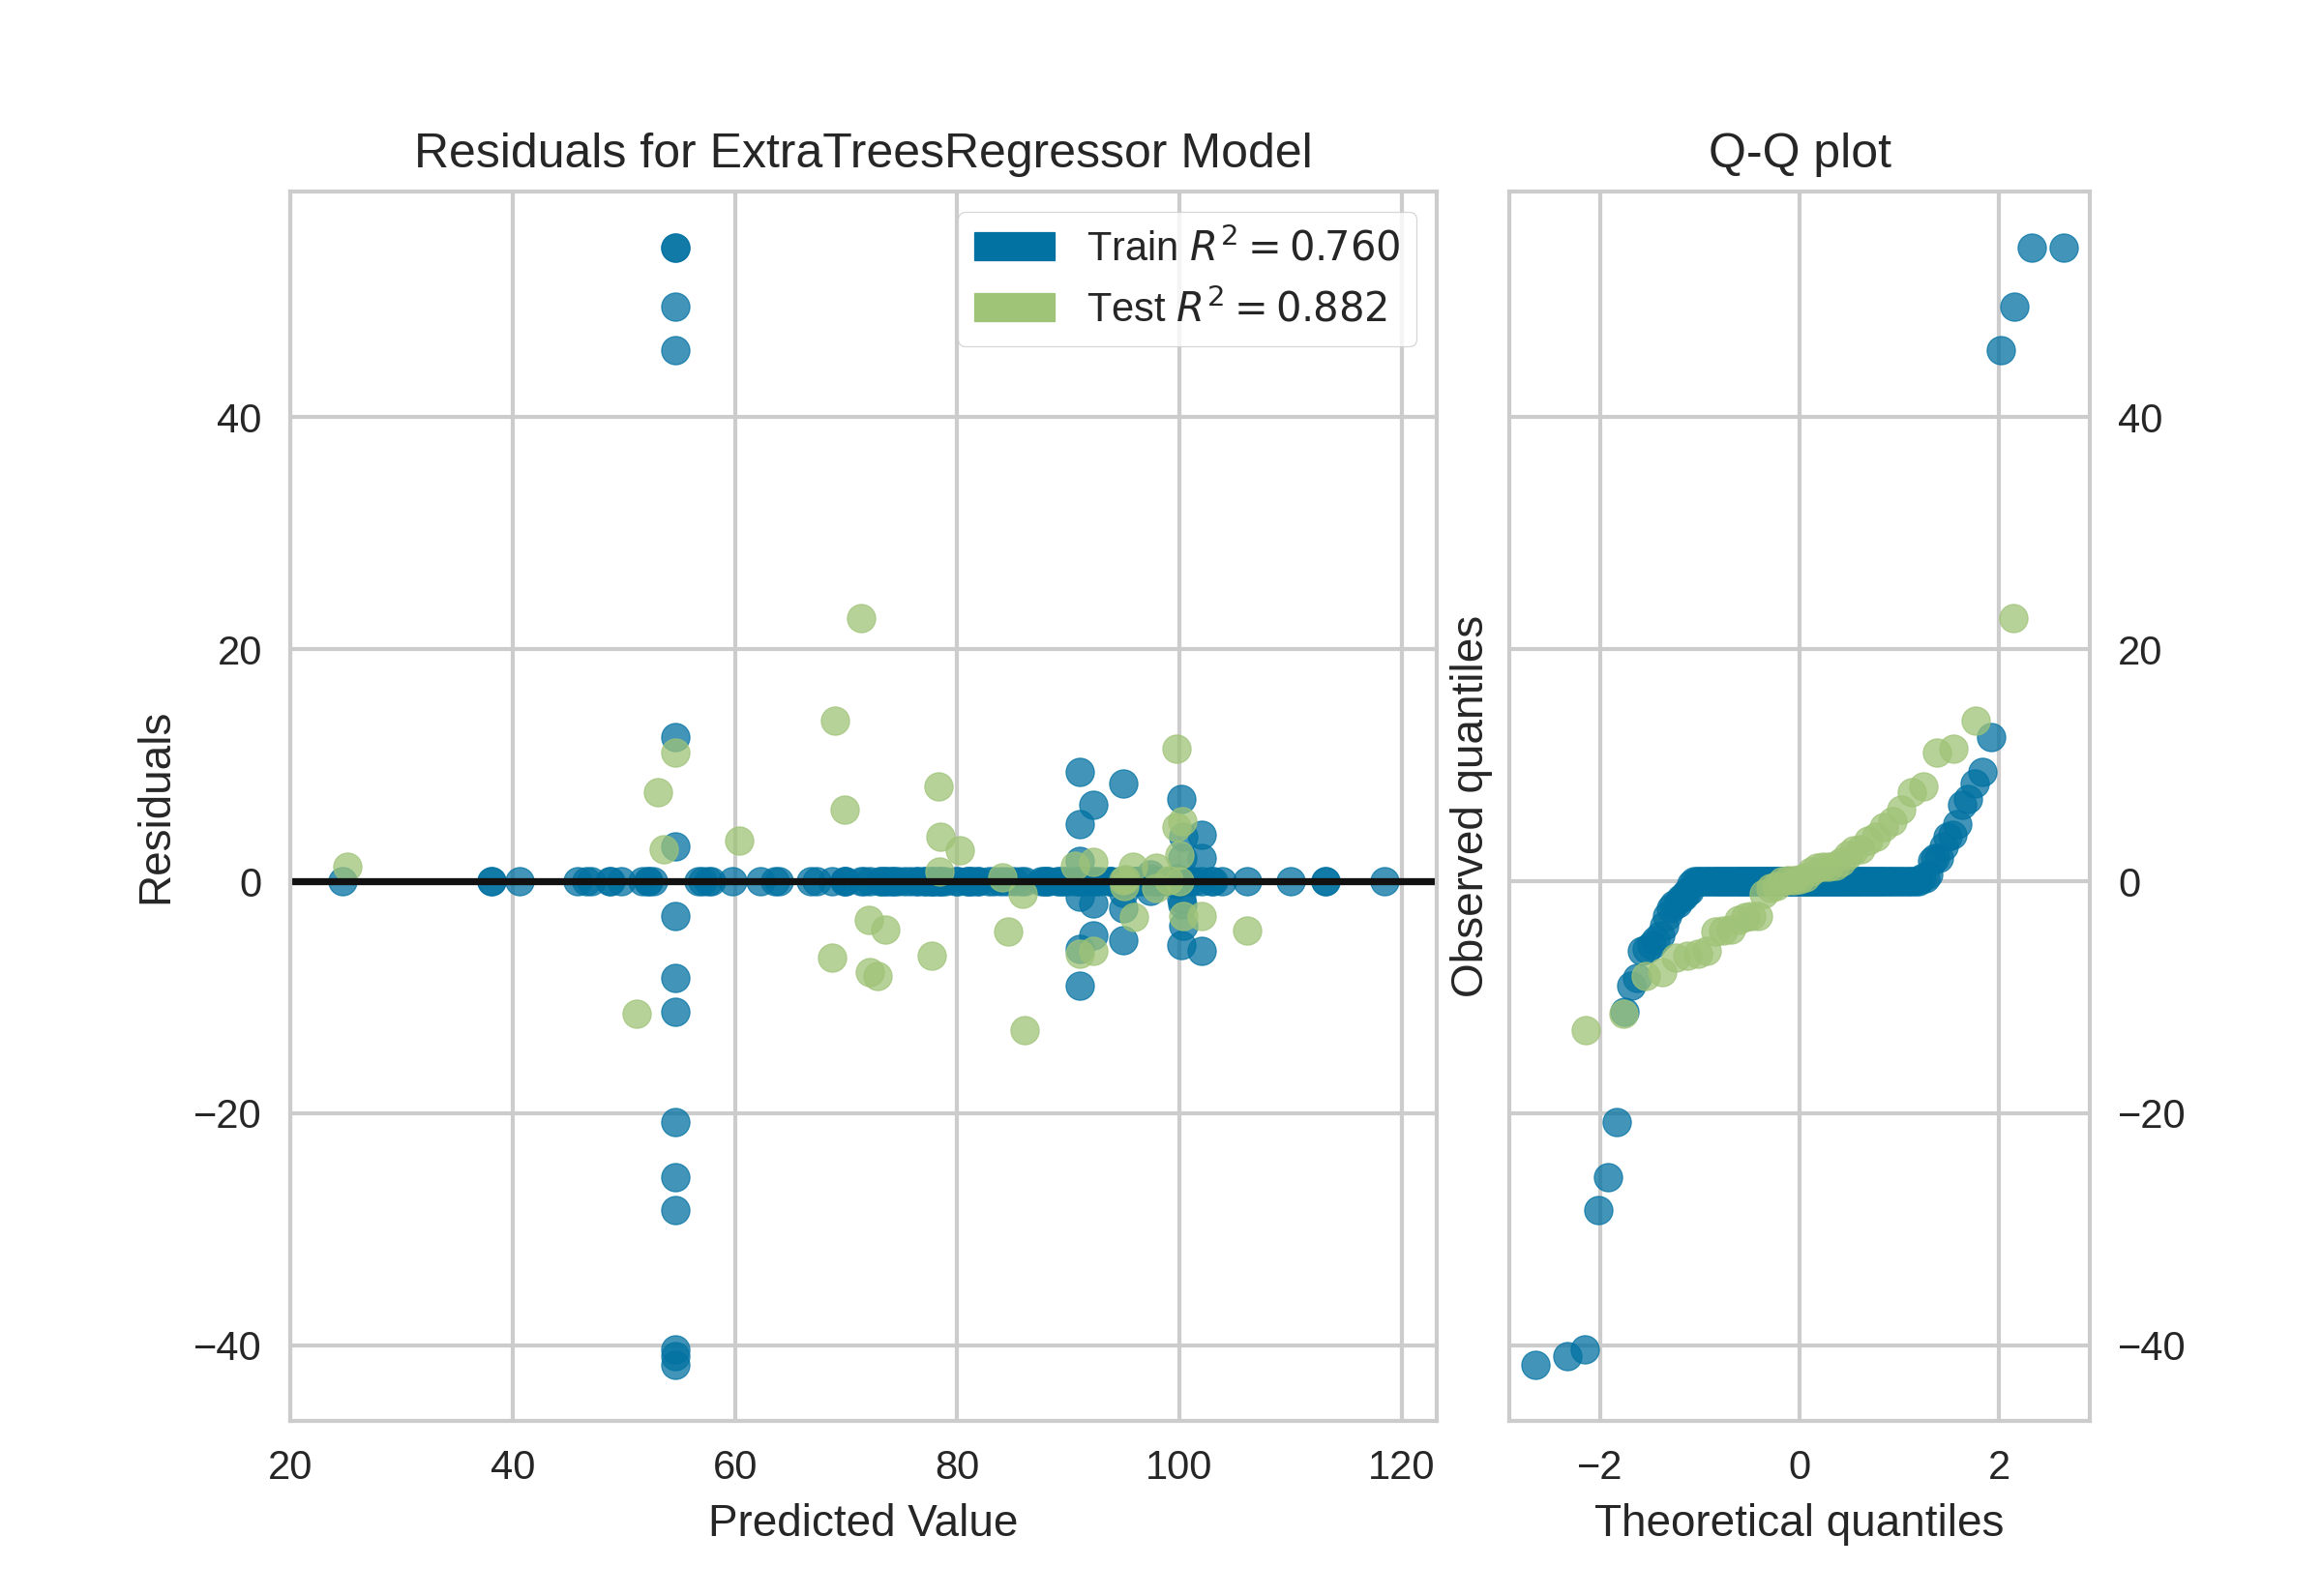 Residuals for ExtraTreesRegressor Model
Train R² = 0.760
Test R² = 0.882
Residuals
40
20
0
−20
−40
20 40 60 80 100 120
Predicted Value
Q-Q plot
Observed quantiles
40
20
0
−20
−40
−2 0 2
Theoretical quantiles